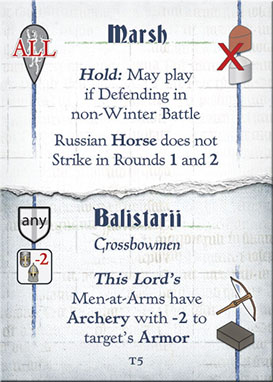 Marsh
ALL
Hold: May play
if Defending in
non-Winter Battle
Russian Horse does not
Strike in Rounds 1 and 2
Balistarii
any
Crossbowmen
-2
This Lord's
Men-at-Arms have
Archery with -2 to
target's Armor
T5